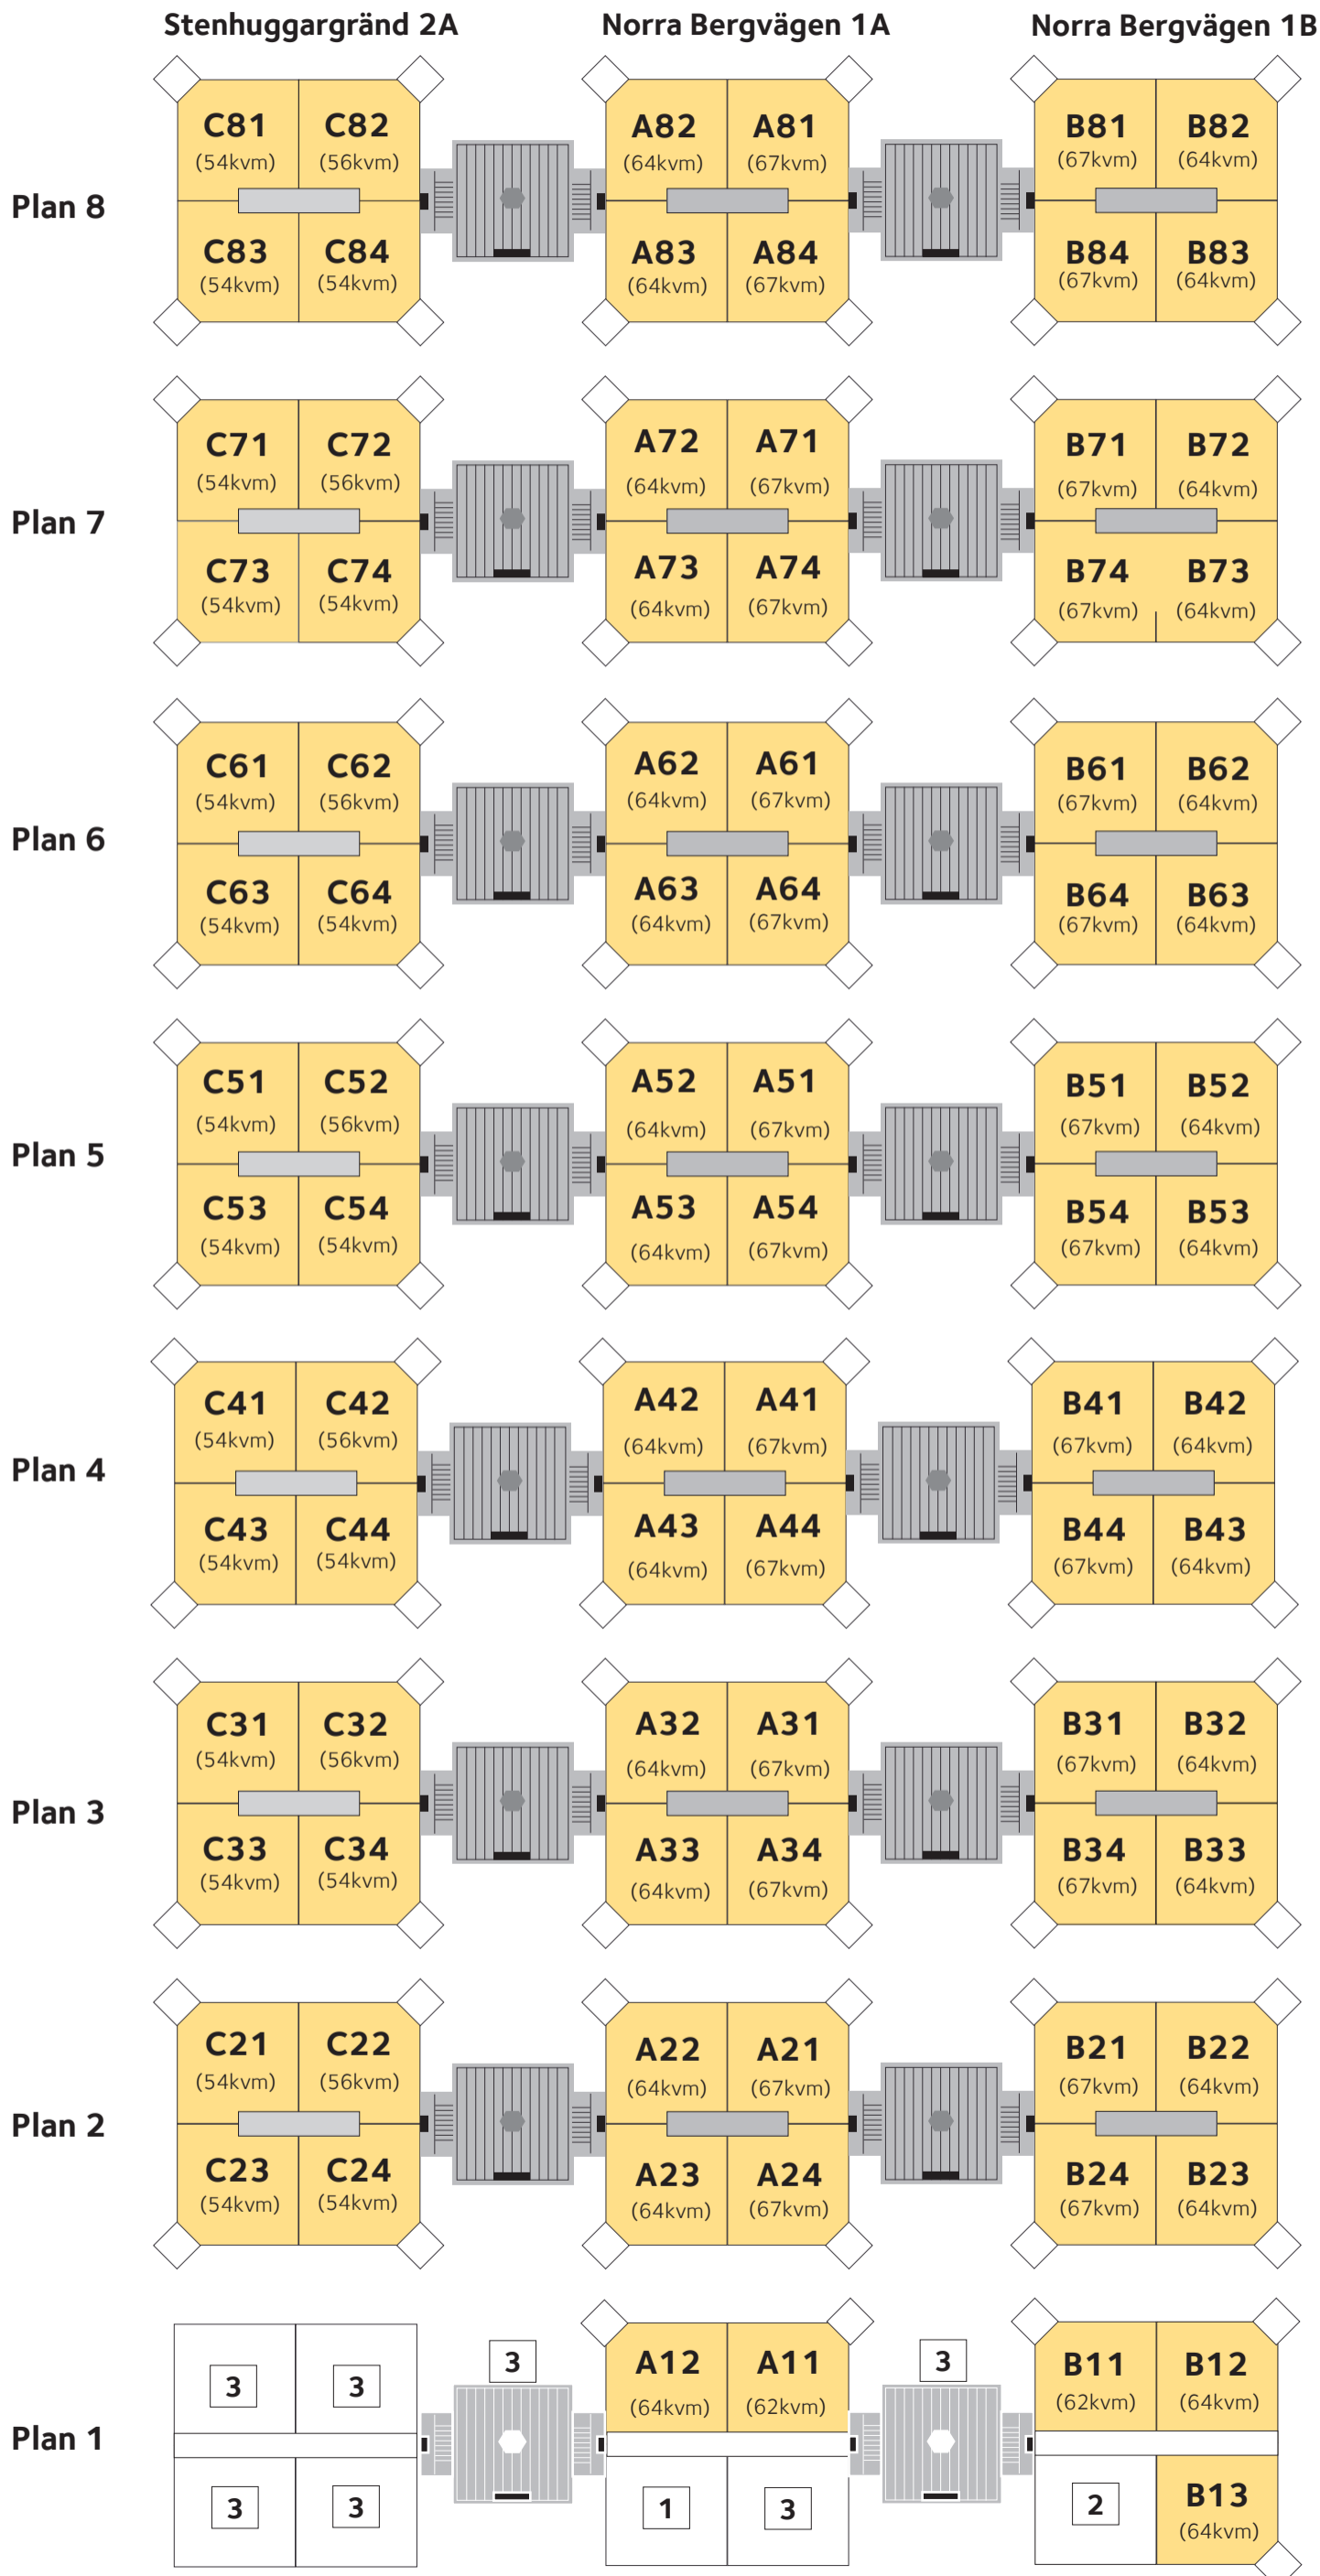 Stenhuggargränd 2A Norra Bergvägen 1A Norra Bergvägen 1B
C81 C82 A82 A81 B81 B82
(54kvm) (56kvm) (64kvm) (67kvm) (67kvm) (64kvm)
Plan 8
C83 C84 A83 A84 B84 B83
(54kvm) (54kvm) (64kvm) (67kvm) (67kvm) (64kvm)
C71 C72 A72 A71 B71 B72
(54kvm) (56kvm) (64kvm) (67kvm) (67kvm) (64kvm)
Plan 7
C73 C74 A73 A74 B74 B73
(54kvm) (54kvm) (64kvm) (67kvm) (67kvm) (64kvm)
C61 C62 A62 A61 B61 B62
(54kvm) (56kvm) (64kvm) (67kvm) (67kvm) (64kvm)
Plan 6
C63 C64 A63 A64 B64 B63
(54kvm) (54kvm) (64kvm) (67kvm) (67kvm) (64kvm)
C51 C52 A52 A51 B51 B52
(54kvm) (56kvm) (64kvm) (67kvm) (67kvm) (64kvm)
Plan 5
C53 C54 A53 A54 B54 B53
(54kvm) (54kvm) (64kvm) (67kvm) (67kvm) (64kvm)
C41 C42 A42 A41 B41 B42
(54kvm) (56kvm) (64kvm) (67kvm) (67kvm) (64kvm)
Plan 4
C43 C44 A43 A44 B44 B43
(54kvm) (54kvm) (64kvm) (67kvm) (67kvm) (64kvm)
C31 C32 A32 A31 B31 B32
(54kvm) (56kvm) (64kvm) (67kvm) (67kvm) (64kvm)
Plan 3
C33 C34 A33 A34 B34 B33
(54kvm) (54kvm) (64kvm) (67kvm) (67kvm) (64kvm)
C21 C22 A22 A21 B21 B22
(54kvm) (56kvm) (64kvm) (67kvm) (67kvm) (64kvm)
Plan 2
C23 C24 A23 A24 B24 B23
(54kvm) (54kvm) (64kvm) (67kvm) (67kvm) (64kvm)
3 3 A12 A11 B11 B12
3 3 (64kvm) (62kvm) (62kvm) (64kvm)
Plan 1
3 3 1 3 2 B13
(64kvm)